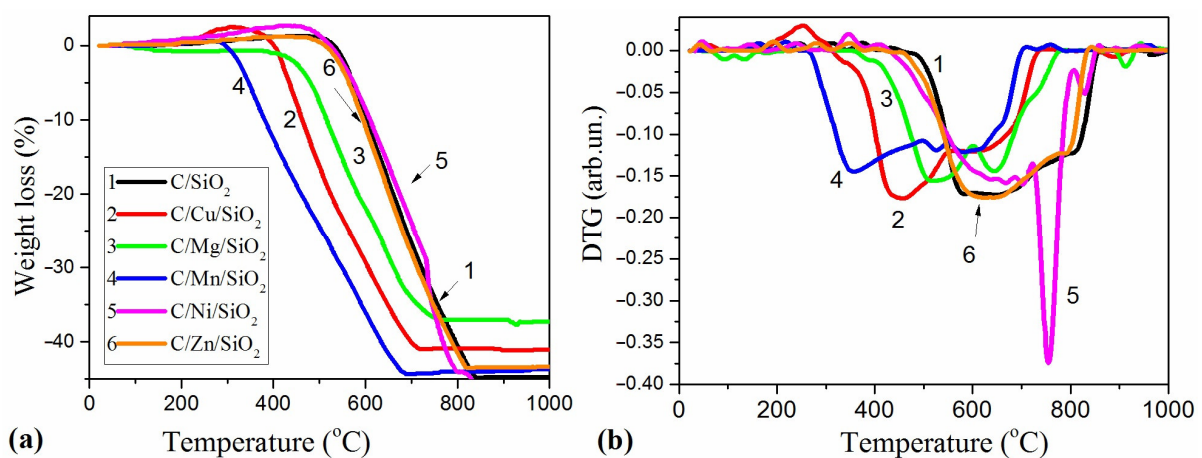 0
−10
−20
−30
−40
Weight loss (%)
1 C/SiO₂
2 C/Cu/SiO₂
3 C/Mg/SiO₂
4 C/Mn/SiO₂
5 C/Ni/SiO₂
6 C/Zn/SiO₂
6
4
2
3
5
1
0 200 400 600 800 1000
Temperature (°C)
(a)
0.00
−0.05
−0.10
−0.15
−0.20
−0.25
−0.30
−0.35
−0.40
DTG (arb.un.)
1
3
4
2
6
5
0 200 400 600 800 1000
Temperature (°C)
(b)